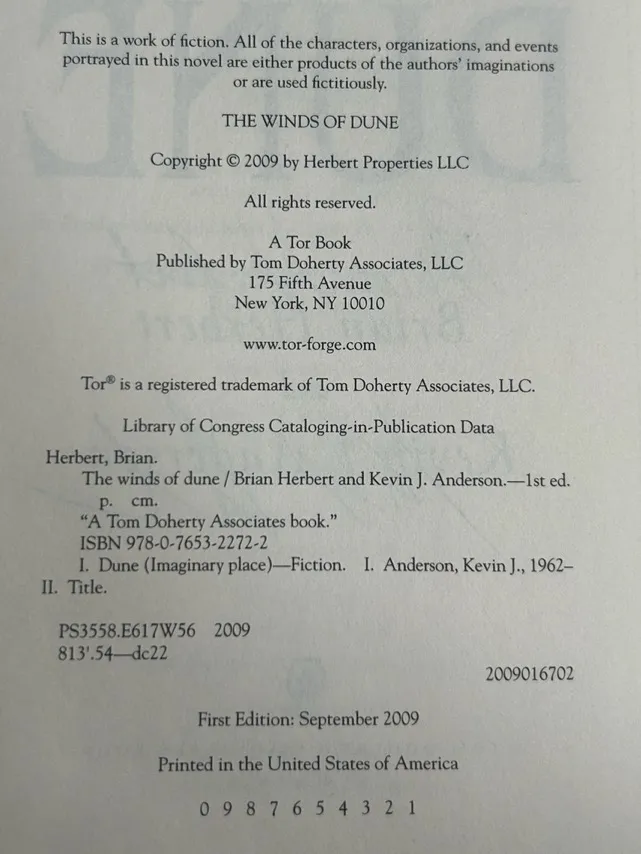 This is a work of fiction. All of the characters, organizations, and events
portrayed in this novel are either products of the authors' imaginations
or are used fictitiously.
THE WINDS OF DUNE
Copyright © 2009 by Herbert Properties LLC
All rights reserved.
A Tor Book
Published by Tom Doherty Associates, LLC
175 Fifth Avenue
New York, NY 10010
www.tor-forge.com
Tor® is a registered trademark of Tom Doherty Associates, LLC.
Library of Congress Cataloging-in-Publication Data
Herbert, Brian.
The winds of dune / Brian Herbert and Kevin J. Anderson.—1st ed.
p. cm.
"A Tom Doherty Associates book."
ISBN 978-0-7653-2272-2
I. Dune (Imaginary place)—Fiction. I. Anderson, Kevin J., 1962–
II. Title.
PS3558.E617W56 2009
813'.54—dc22
2009016702
First Edition: September 2009
Printed in the United States of America
0 9 8 7 6 5 4 3 2 1